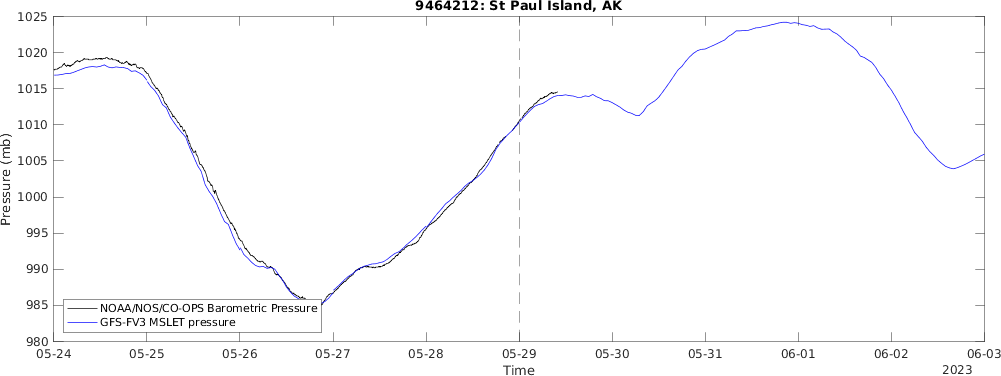 9464212: St Paul Island, AK
1025
1020
1015
1010
1005
1000
995
990
985
980
Pressure (mb)
NOAA/NOS/CO-OPS Barometric Pressure
GFS-FV3 MSLET pressure
05-24 05-25 05-26 05-27 05-28 05-29 05-30 05-31 06-01 06-02 06-03
Time
2023